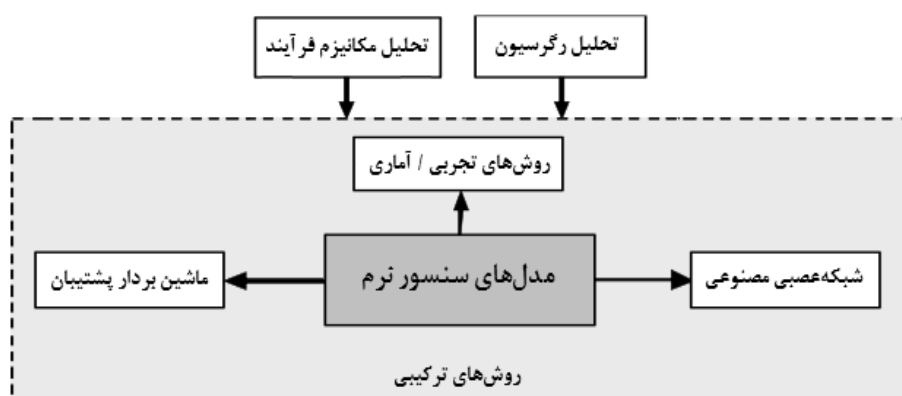 تحلیل رگرسیون
تحلیل مکانیزم فرآیند
روش‌های تجربی / آماری
شبکه‌عصبی مصنوعی
مدل‌های سنسور نرم
ماشین بردار پشتیبان
روش‌های ترکیبی